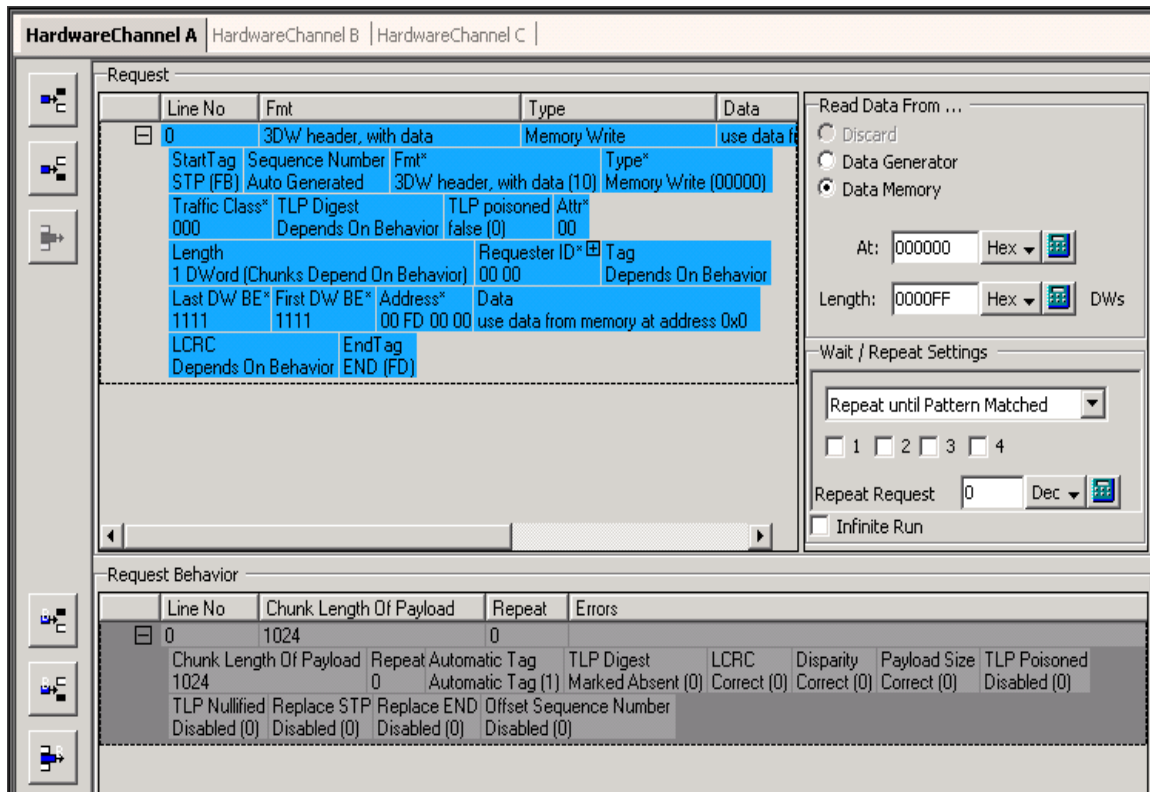 HardwareChannel A HardwareChannel B HardwareChannel C
Request
Line No Fmt Type Data
0 3DW header, with data Memory Write use data fi
StartTag Sequence Number Fmt* Type*
STP (FB) Auto Generated 3DW header, with data (10) Memory Write (00000)
Traffic Class* TLP Digest TLP poisoned Attr*
000 Depends On Behavior false (0) 00
Length Requester ID* Tag
1 DWord (Chunks Depend On Behavior) 00 00 Depends On Behavior
Last DW BE* First DW BE* Address* Data
1111 1111 00 FD 00 00 use data from memory at address 0x0
LCRC EndTag
Depends On Behavior END (FD)
Read Data From ...
Discard
Data Generator
Data Memory
At: 000000 Hex
Length: 0000FF Hex DWs
Wait / Repeat Settings
Repeat until Pattern Matched
1 2 3 4
Repeat Request 0 Dec
Infinite Run
Request Behavior
Line No Chunk Length Of Payload Repeat Errors
0 1024 0
Chunk Length Of Payload Repeat Automatic Tag TLP Digest LCRC Disparity Payload Size TLP Poisoned
1024 0 Automatic Tag (1) Marked Absent (0) Correct (0) Correct (0) Correct (0) Disabled (0)
TLP Nullified Replace STP Replace END Offset Sequence Number
Disabled (0) Disabled (0) Disabled (0) Disabled (0)